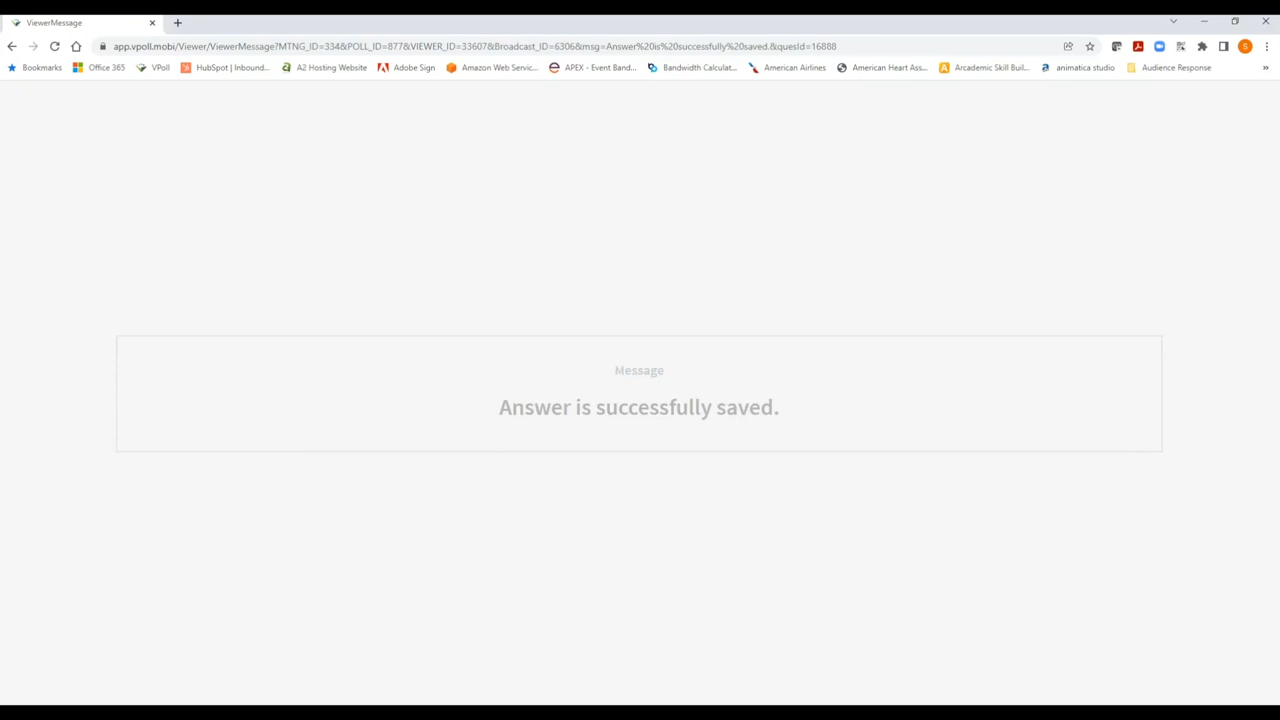 ViewerMessage
app.vpoll.mobi/Viewer/ViewerMessage?MTNG_ID=334&POLL_ID=877&VIEWER_ID=33607&Broadcast_ID=6306&msg=Answer%20is%20successfully%20saved.&quesId=16888
S
Bookmarks Office 365 VPoll HubSpot | Inbound... A2 Hosting Website Adobe Sign Amazon Web Servic... APEX - Event Band... Bandwidth Calculat... American Airlines American Heart Ass... Arcademic Skill Buil... animatica studio Audience Response »
Message
Answer is successfully saved.